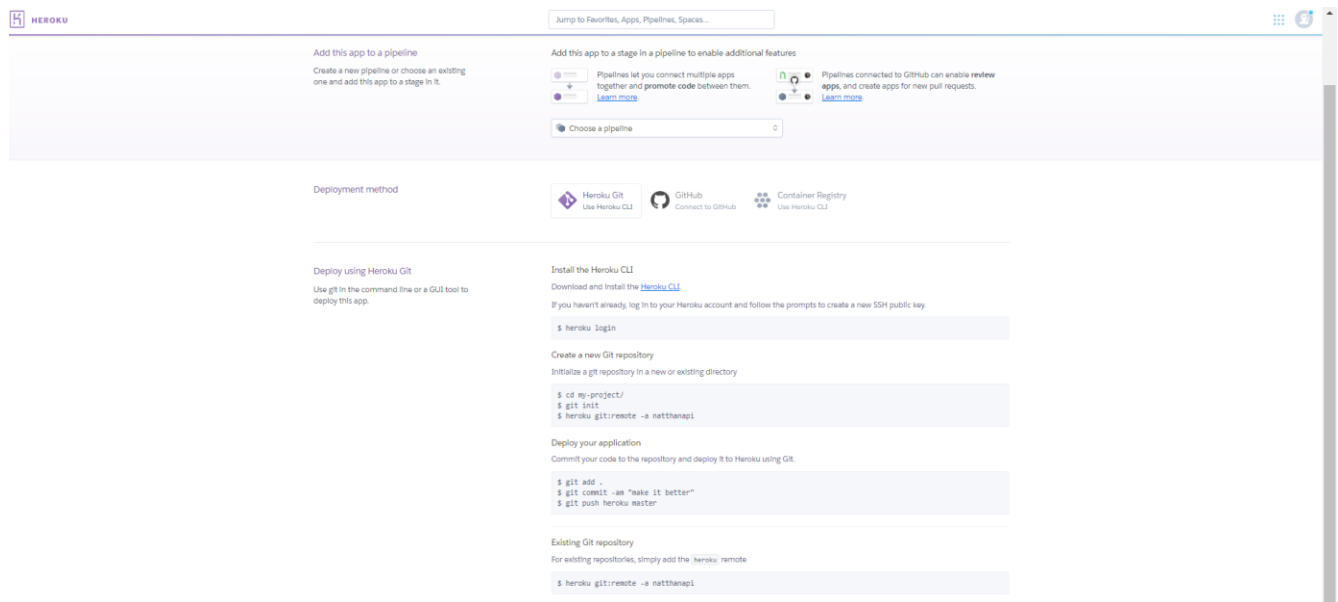 HEROKU
Jump to Favorites, Apps, Pipelines, Spaces...
Add this app to a pipeline
Create a new pipeline or choose an existing
one and add this app to a stage in it.
Add this app to a stage in a pipeline to enable additional features
Pipelines let you connect multiple apps
together and promote code between them.
Learn more.
Pipelines connected to GitHub can enable review
apps, and create apps for new pull requests.
Learn more.
Choose a pipeline
Deployment method
Heroku Git
Use Heroku CLI
GitHub
Connect to GitHub
Container Registry
Use Heroku CLI
Deploy using Heroku Git
Use git in the command line or a GUI tool to
deploy this app.
Install the Heroku CLI
Download and install the Heroku CLI.
If you haven't already, log in to your Heroku account and follow the prompts to create a new SSH public key.
$ heroku login
Create a new Git repository
Initialize a git repository in a new or existing directory
$ cd my-project/
$ git init
$ heroku git:remote -a natthanapi
Deploy your application
Commit your code to the repository and deploy it to Heroku using Git.
$ git add .
$ git commit -am "make it better"
$ git push heroku master
Existing Git repository
For existing repositories, simply add the heroku remote
$ heroku git:remote -a natthanapi